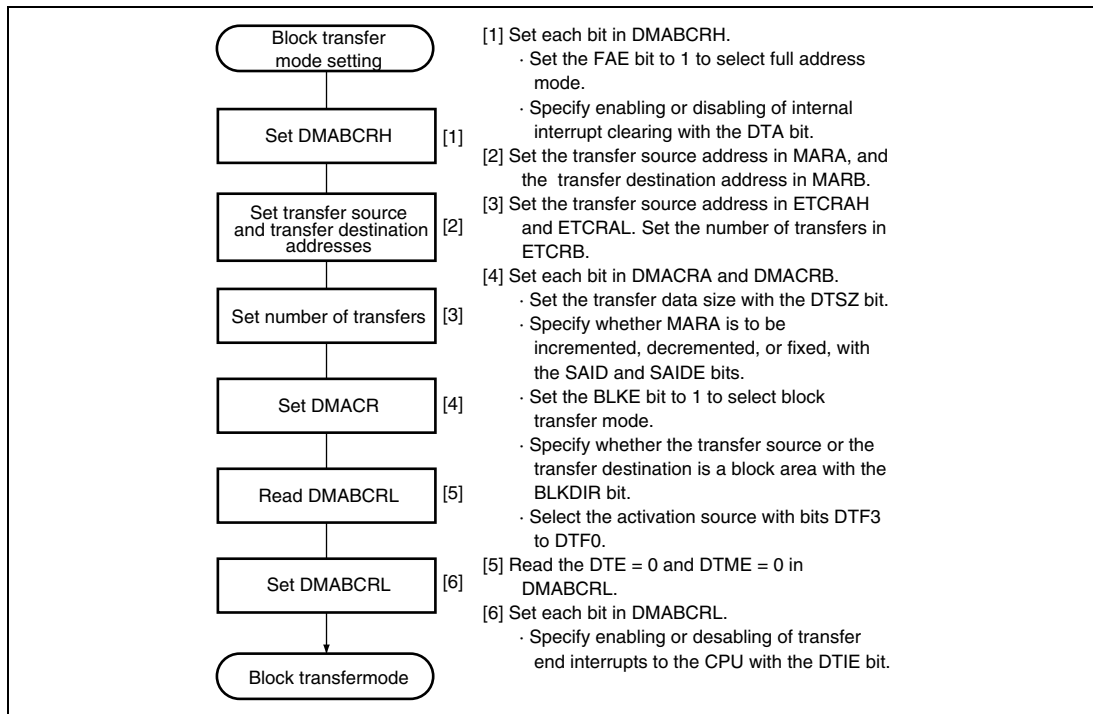 Block transfer
mode setting
Set DMABCRH
[1]
Set transfer source
and transfer destination
addresses
[2]
Set number of transfers
[3]
Set DMACR
[4]
Read DMABCRL
[5]
Set DMABCRL
[6]
Block transfermode
[1] Set each bit in DMABCRH.
· Set the FAE bit to 1 to select full address
mode.
· Specify enabling or disabling of internal
interrupt clearing with the DTA bit.
[2] Set the transfer source address in MARA, and
the transfer destination address in MARB.
[3] Set the transfer source address in ETCRAH
and ETCRAL. Set the number of transfers in
ETCRB.
[4] Set each bit in DMACRA and DMACRB.
· Set the transfer data size with the DTSZ bit.
· Specify whether MARA is to be
incremented, decremented, or fixed, with
the SAID and SAIDE bits.
· Set the BLKE bit to 1 to select block
transfer mode.
· Specify whether the transfer source or the
transfer destination is a block area with the
BLKDIR bit.
· Select the activation source with bits DTF3
to DTF0.
[5] Read the DTE = 0 and DTME = 0 in
DMABCRL.
[6] Set each bit in DMABCRL.
· Specify enabling or desabling of transfer
end interrupts to the CPU with the DTIE bit.